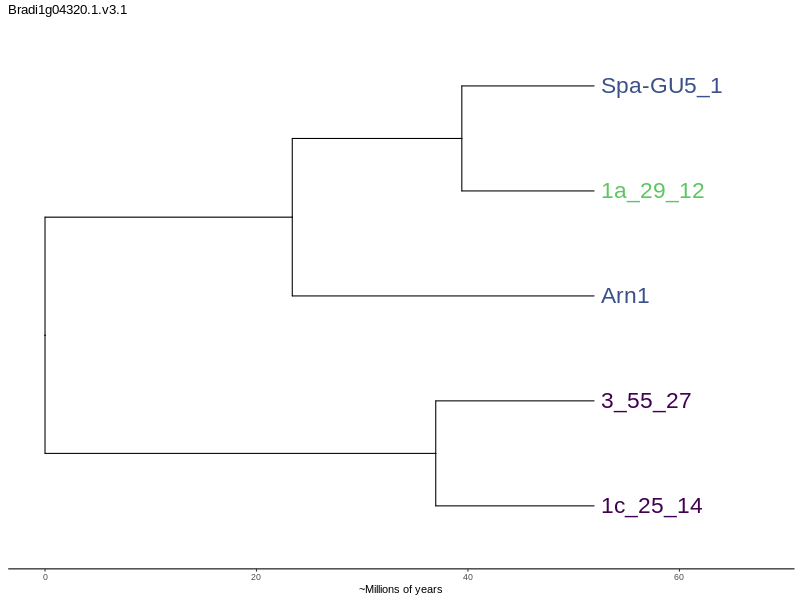 Bradi1g04320.1.v3.1
Spa-GU5_1
1a_29_12
Arn1
3_55_27
1c_25_14
0 20 40 60
~Millions of years